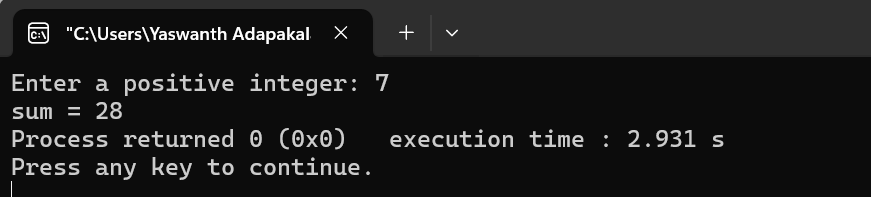 "C:\Users\Yaswanth Adapakal
Enter a positive integer: 7
sum = 28
Process returned 0 (0x0)   execution time : 2.931 s
Press any key to continue.